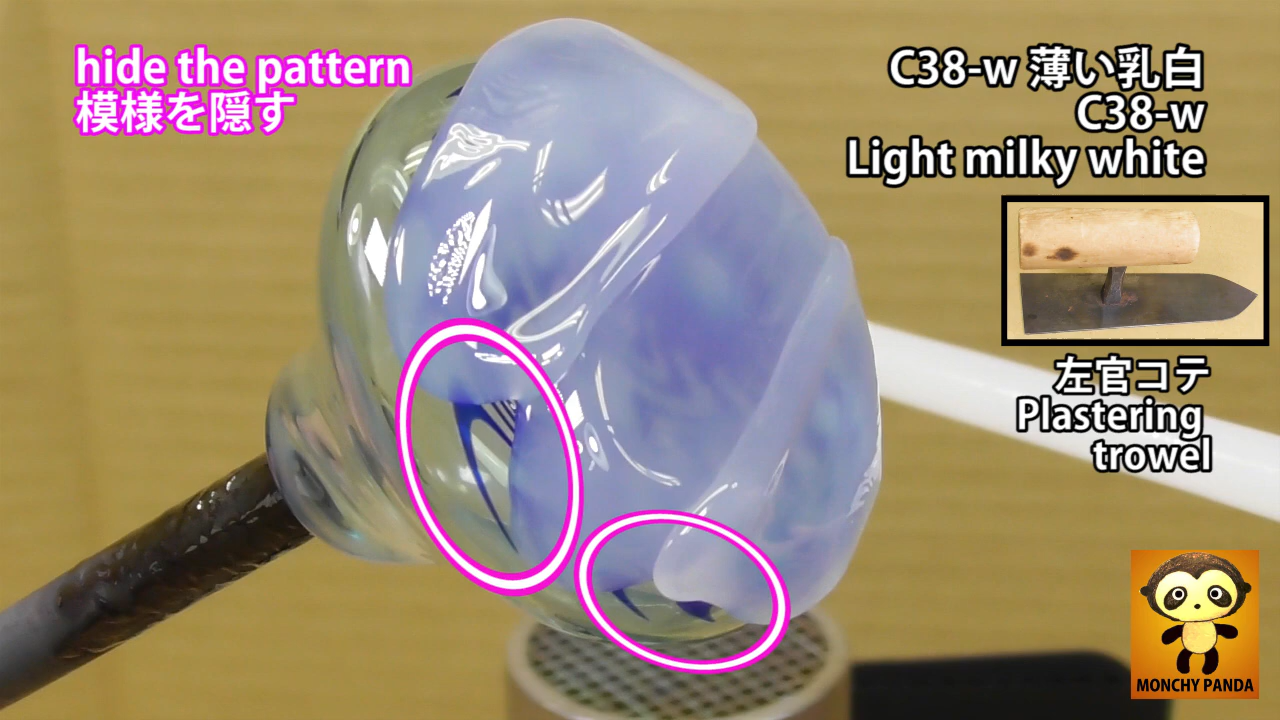 hide the pattern
模様を隠す
C38-w 薄い乳白
C38-w
Light milky white
左官コテ
Plastering
trowel
MONCHY PANDA